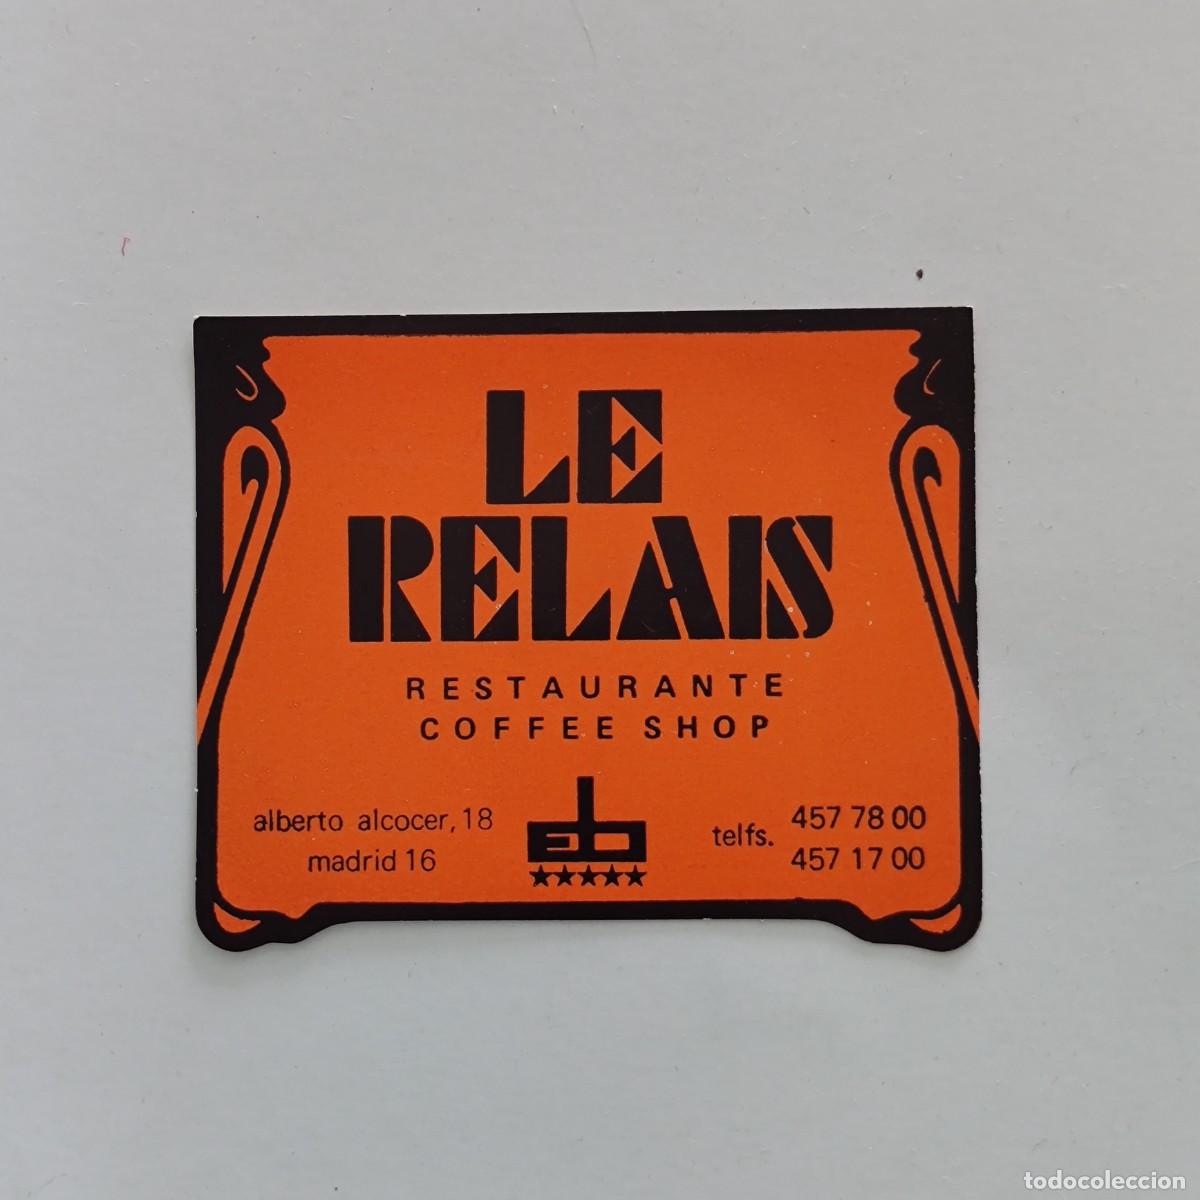 LE
RELAIS
RESTAURANTE
COFFEE SHOP
alberto alcocer, 18
madrid 16
telfs.
457 78 00
457 17 00
todocoleccion